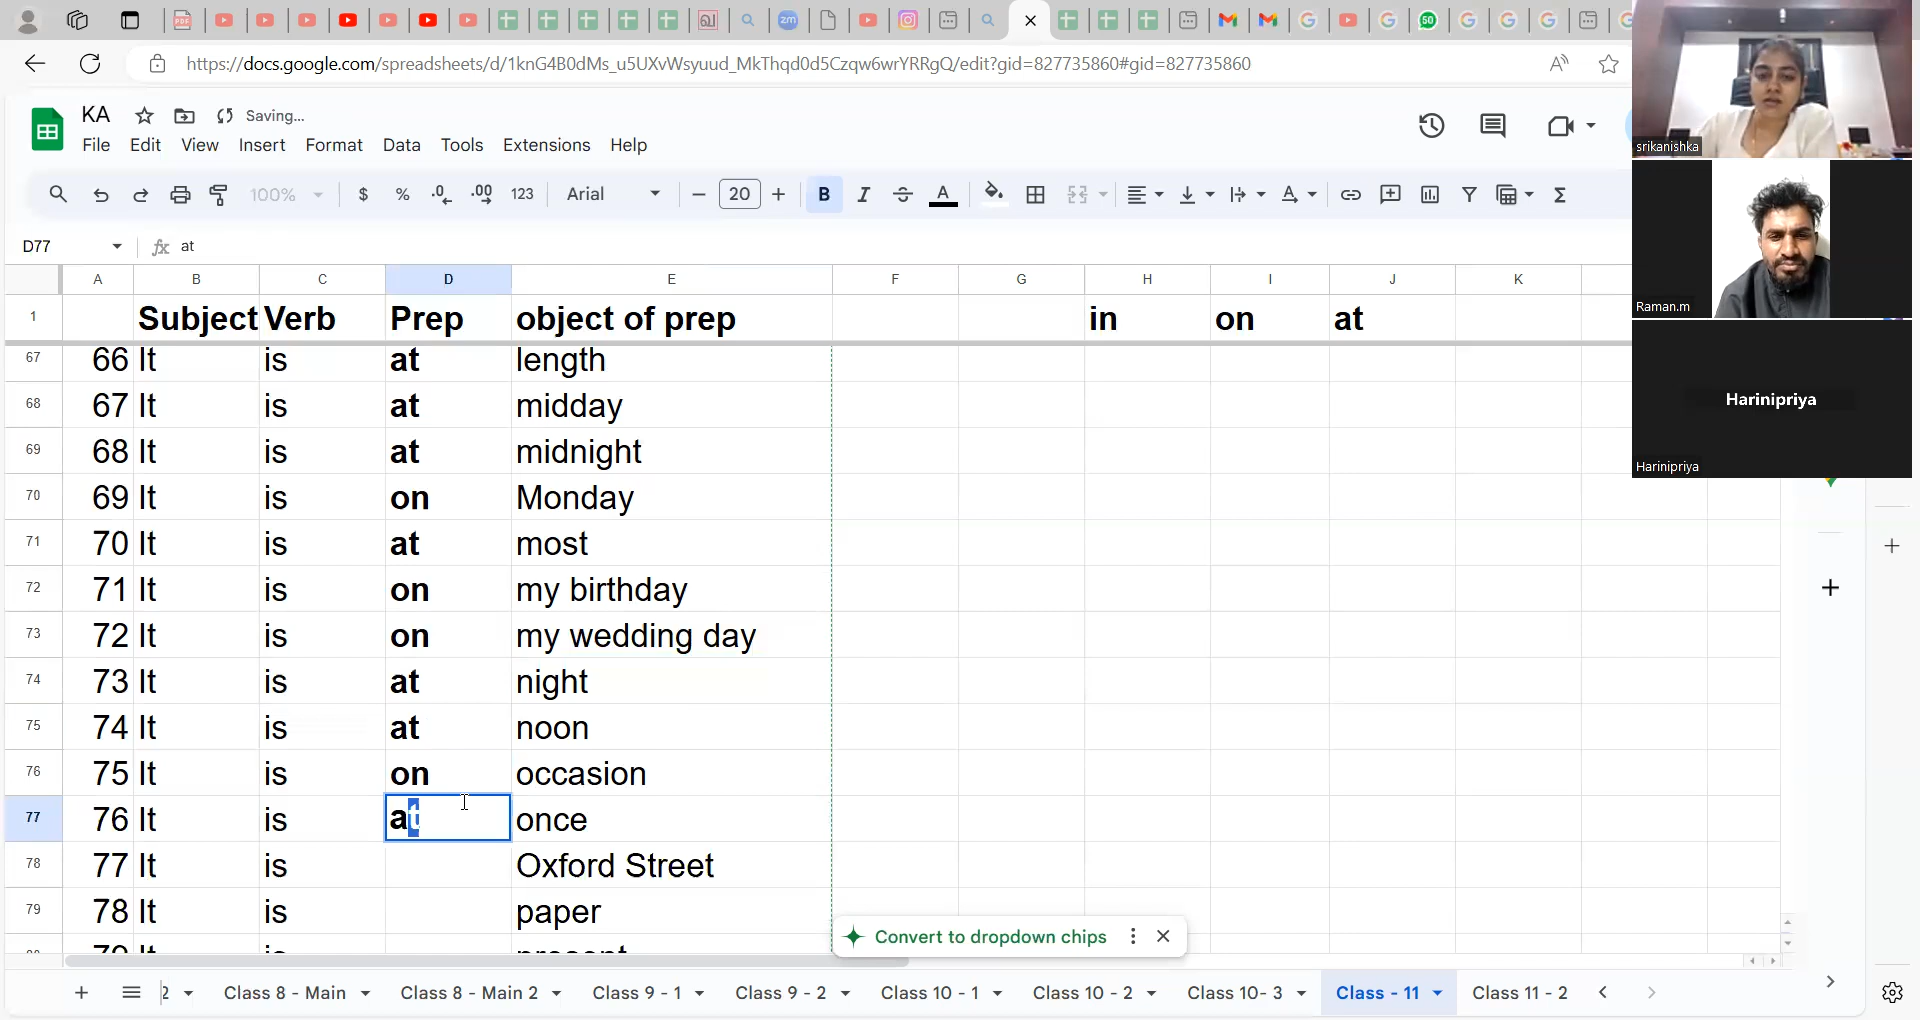 https://docs.google.com/spreadsheets/d/1knG4B0dMs_u5UXvWsyuud_MkThqd0d5Czqw6wrYRRgQ/edit?gid=827735860#gid=827735860
KA Saving...
File Edit View Insert Format Data Tools Extensions Help
100% $ % .0 .00 123 Arial 20 B I S A
D77 fx at
A B C D E F G H I J K
1 Subject Verb Prep object of prep in on at
67 66 It is at length
68 67 It is at midday
69 68 It is at midnight
70 69 It is on Monday
71 70 It is at most
72 71 It is on my birthday
73 72 It is on my wedding day
74 73 It is at night
75 74 It is at noon
76 75 It is on occasion
77 76 It is at once
78 77 It is Oxford Street
79 78 It is paper
79 It is present
Convert to dropdown chips
2 Class 8 - Main Class 8 - Main 2 Class 9 - 1 Class 9 - 2 Class 10 - 1 Class 10 - 2 Class 10- 3 Class - 11 Class 11 - 2
srikanishka
Raman.m
Harinipriya
Harinipriya